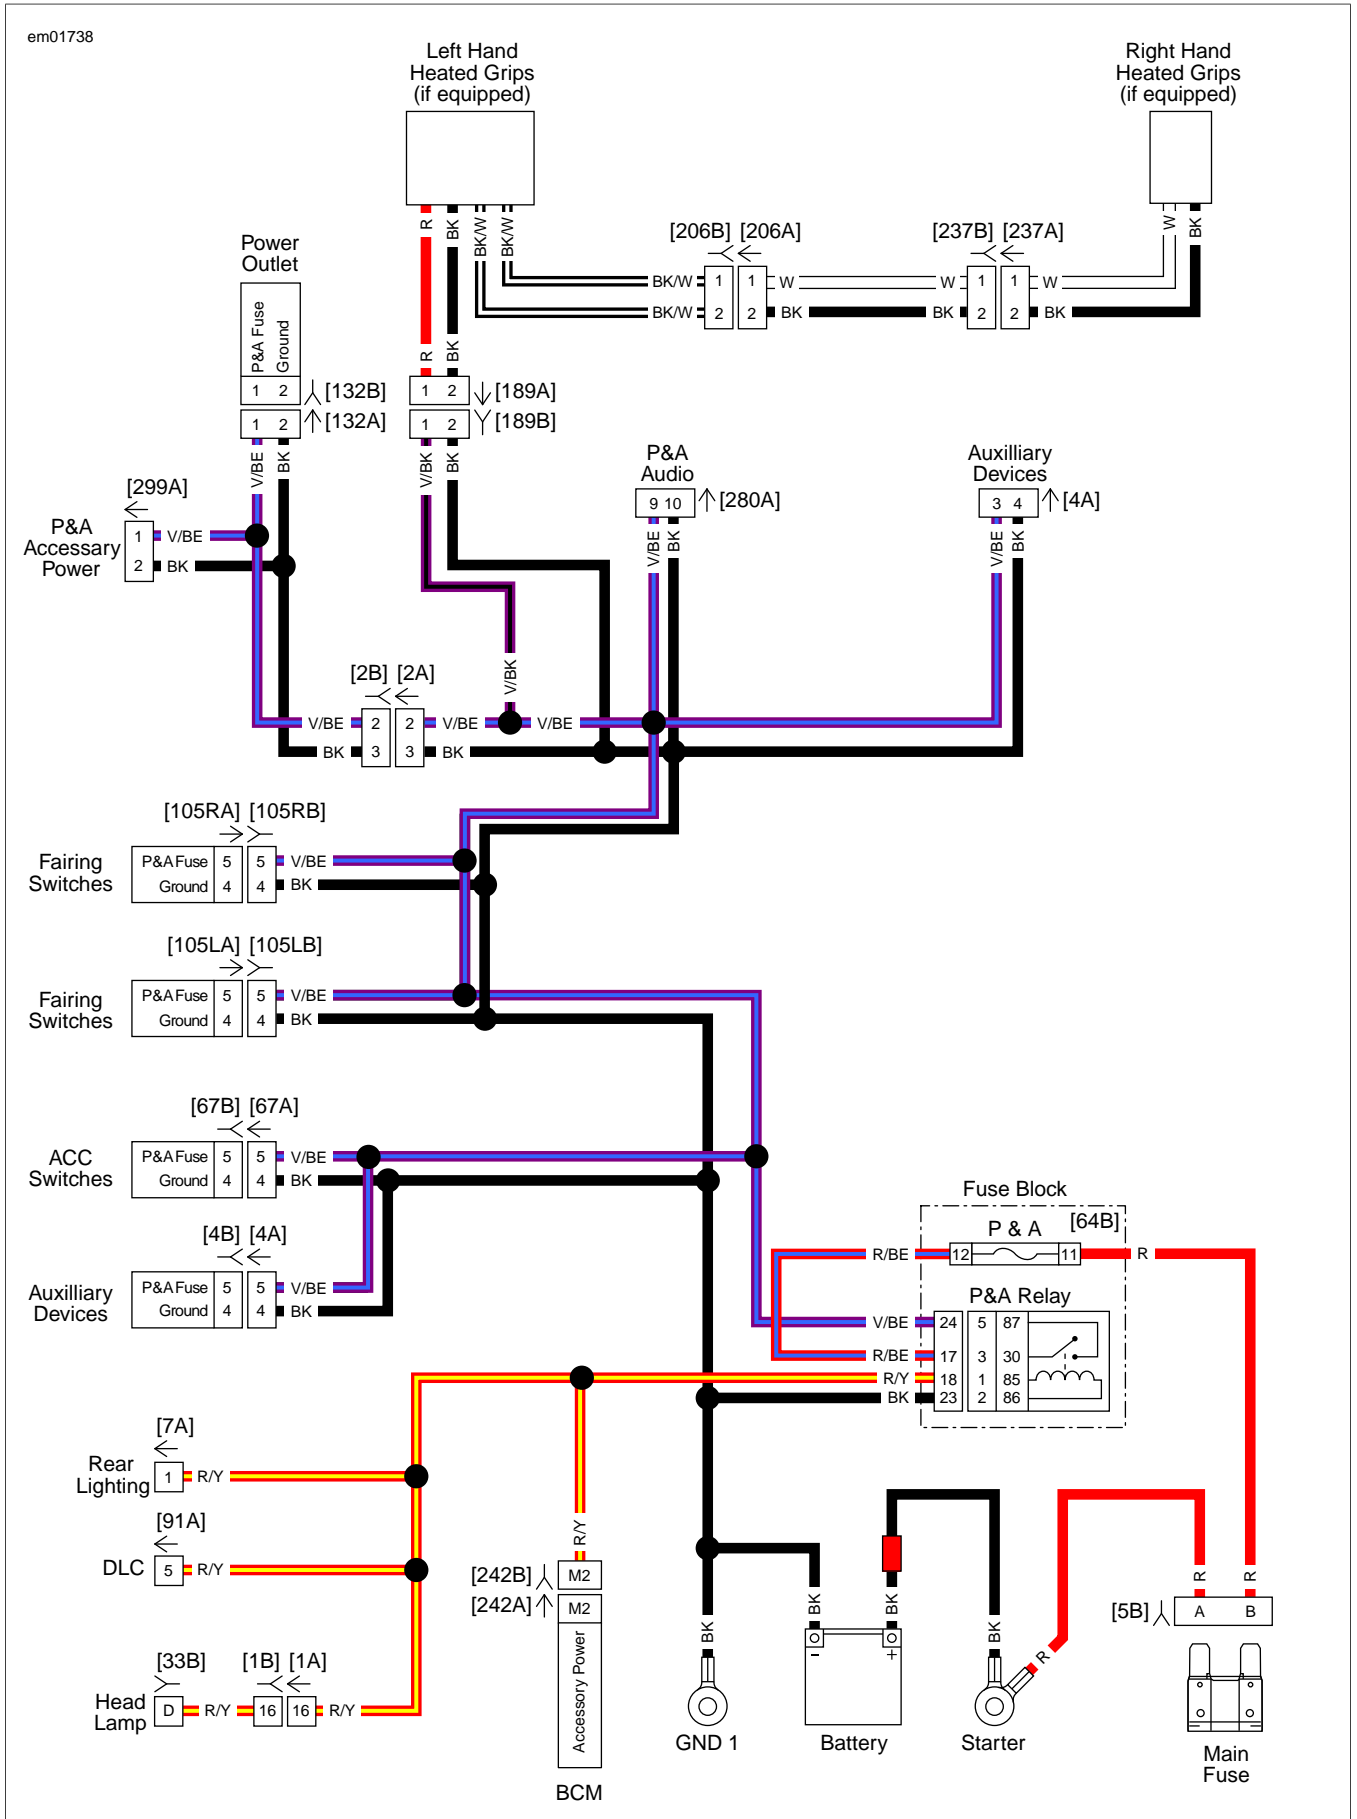 em01738
Left Hand
Heated Grips
(if equipped)
Right Hand
Heated Grips
(if equipped)
R
BK
BK/W
BK/W
W
BK
[206B] [206A]
[237B] [237A]
BK/W 1 1 W W 1 1 W
BK/W 2 2 BK BK 2 2 BK
Power
Outlet
P&A Fuse
Ground
R
BK
1 2 [132B]
1 2 [132A]
1 2 [189A]
1 2 [189B]
V/BE
BK
V/BK
BK
P&A
Audio
9 10 [280A]
V/BE
BK
Auxilliary
Devices
3 4 [4A]
V/BE
BK
[299A]
P&A
Accessary
Power
1 V/BE
2 BK
V/BK
[2B] [2A]
V/BE 2 2 V/BE V/BE
BK 3 3 BK BK
[105RA] [105RB]
Fairing
Switches
P&A Fuse 5 5 V/BE
Ground 4 4 BK
[105LA] [105LB]
Fairing
Switches
P&A Fuse 5 5 V/BE
Ground 4 4 BK
[67B] [67A]
ACC
Switches
P&A Fuse 5 5 V/BE
Ground 4 4 BK
[4B] [4A]
Auxilliary
Devices
P&A Fuse 5 5 V/BE
Ground 4 4 BK
Fuse Block
P & A [64B]
R/BE 12 11 R
P&A Relay
V/BE 24 5 87
R/BE 17 3 30
R/Y 18 1 85
BK 23 2 86
[7A]
Rear
Lighting
1 R/Y
[91A]
DLC 5 R/Y
[33B] [1B] [1A]
Head
Lamp
D R/Y 16 16 R/Y
R/Y
[242B] M2
[242A] M2
Accessory Power
BCM
BK
GND 1
BK
BK
- +
Battery
BK
R
Starter
R
R
[5B] A B
Main
Fuse